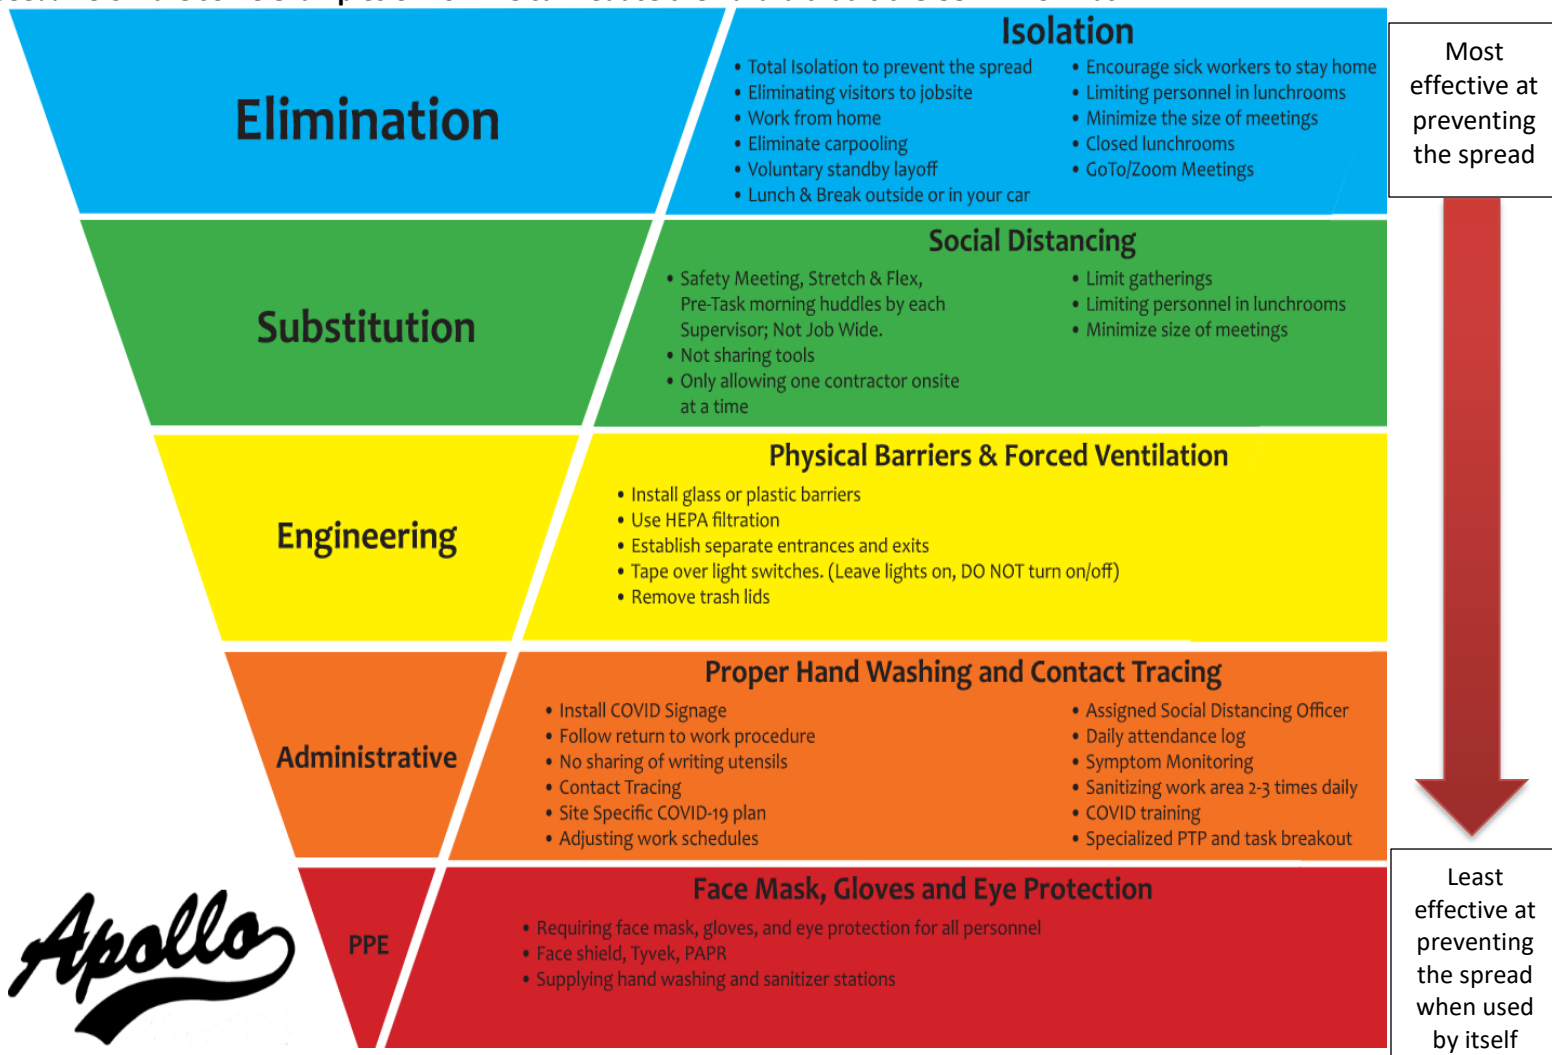 Elimination
Isolation
• Total Isolation to prevent the spread
• Eliminating visitors to jobsite
• Work from home
• Eliminate carpooling
• Voluntary standby layoff
• Lunch & Break outside or in your car
• Encourage sick workers to stay home
• Limiting personnel in lunchrooms
• Minimize the size of meetings
• Closed lunchrooms
• GoTo/Zoom Meetings
Most
effective at
preventing
the spread
Substitution
Social Distancing
• Safety Meeting, Stretch & Flex,
Pre-Task morning huddles by each
Supervisor; Not Job Wide.
• Not sharing tools
• Only allowing one contractor onsite
at a time
• Limit gatherings
• Limiting personnel in lunchrooms
• Minimize size of meetings
Engineering
Physical Barriers & Forced Ventilation
• Install glass or plastic barriers
• Use HEPA filtration
• Establish separate entrances and exits
• Tape over light switches. (Leave lights on, DO NOT turn on/off)
• Remove trash lids
Administrative
Proper Hand Washing and Contact Tracing
• Install COVID Signage
• Follow return to work procedure
• No sharing of writing utensils
• Contact Tracing
• Site Specific COVID-19 plan
• Adjusting work schedules
• Assigned Social Distancing Officer
• Daily attendance log
• Symptom Monitoring
• Sanitizing work area 2-3 times daily
• COVID training
• Specialized PTP and task breakout
PPE
Face Mask, Gloves and Eye Protection
• Requiring face mask, gloves, and eye protection for all personnel
• Face shield, Tyvek, PAPR
• Supplying hand washing and sanitizer stations
Least
effective at
preventing
the spread
when used
by itself
Apollo